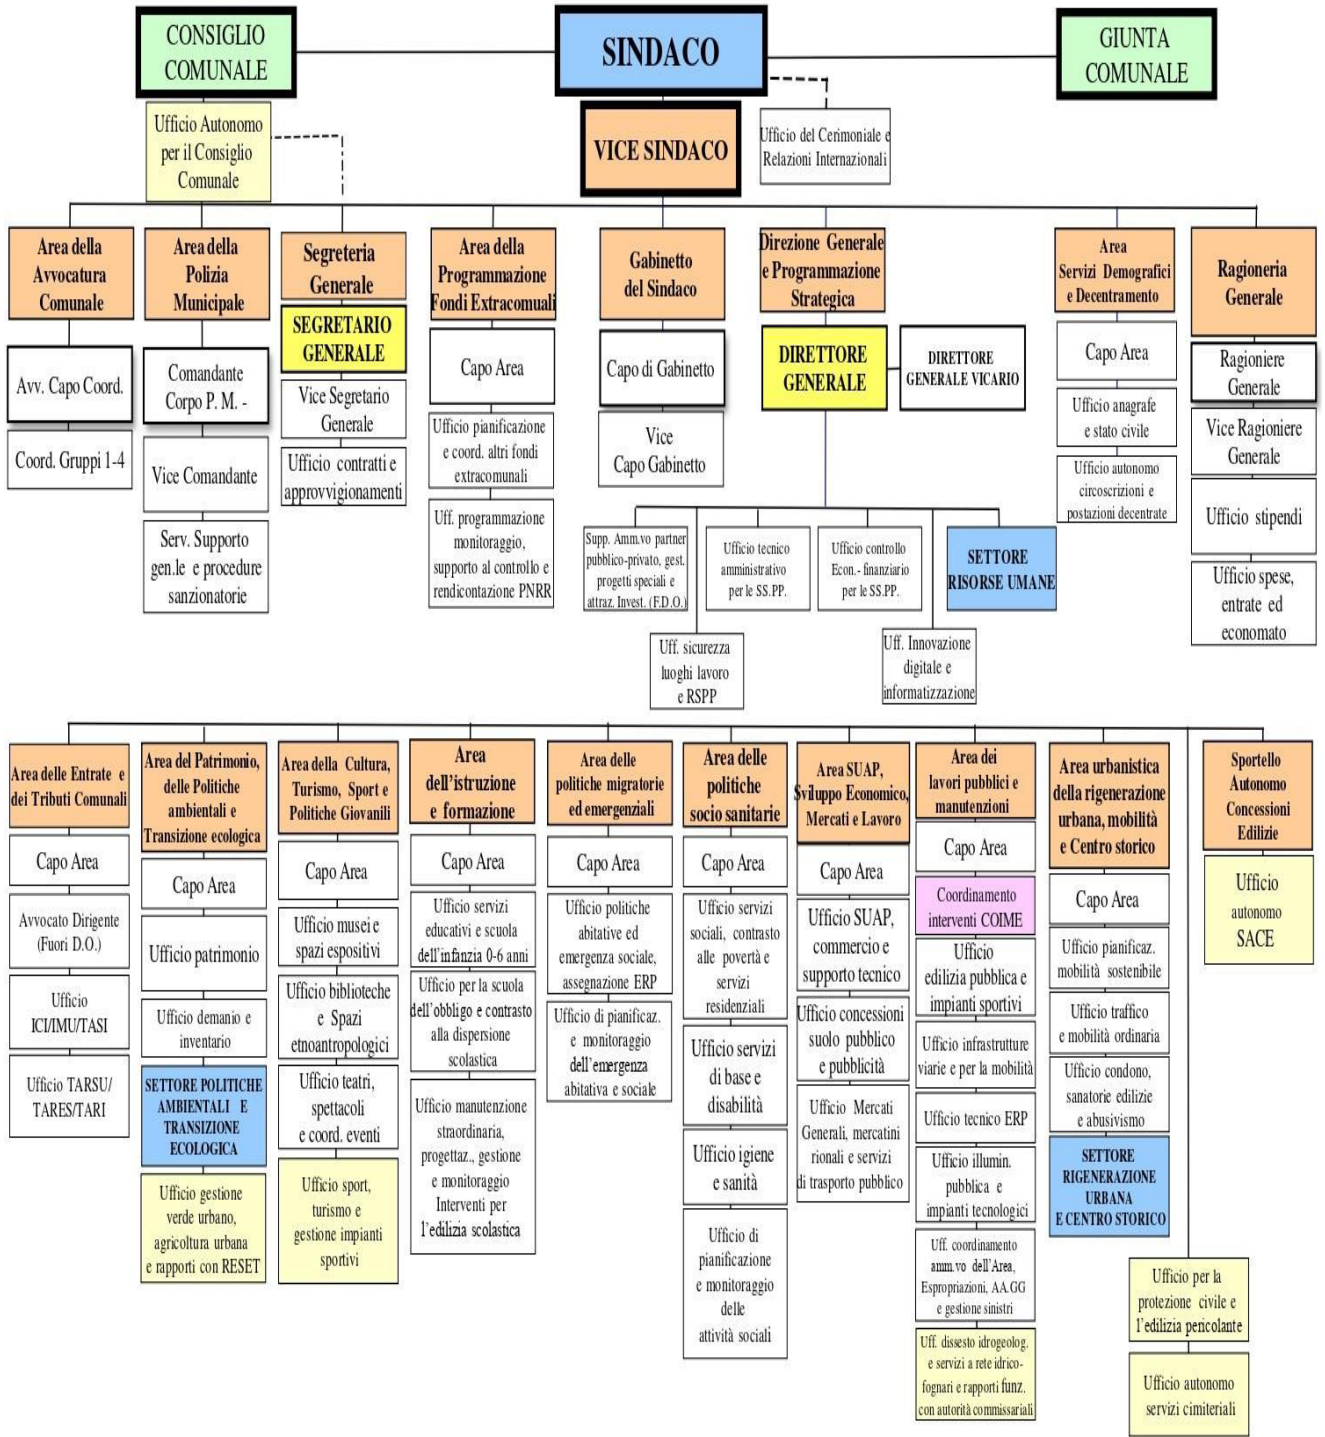 CONSIGLIO
COMUNALE
SINDACO
GIUNTA
COMUNALE
Ufficio Autonomo
per il Consiglio
Comunale
VICE SINDACO
Ufficio del Cerimoniale e
Relazioni Internazionali
Area della
Avvocatura
Comunale
Avv. Capo Coord.
Coord. Gruppi 1-4
Area della
Polizia
Municipale
Comandante
Corpo P. M. -
Vice Comandante
Serv. Supporto
gen.le e procedure
sanzionatorie
Segreteria
Generale
SEGRETARIO
GENERALE
Vice Segretario
Generale
Ufficio contratti e
approvvigionamenti
Area della
Programmazione
Fondi Extracomuali
Capo Area
Ufficio pianificazione
e coord. altri fondi
extracomunali
Uff. programmazione
monitoraggio,
supporto al controllo e
rendicontazione PNRR
Gabinetto
del Sindaco
Capo di Gabinetto
Vice
Capo Gabinetto
Direzione Generale
e Programmazione
Strategica
DIRETTORE
GENERALE
DIRETTORE
GENERALE VICARIO
Supp. Amm.vo partner
pubblico-privato, gest.
progetti speciali e
attraz. Invest. (F.D.O.)
Uff. sicurezza
luoghi lavoro
e RSPP
Ufficio tecnico
amministrativo
per le SS.PP.
Ufficio controllo
Econ.- finanziario
per le SS.PP.
Uff. Innovazione
digitale e
informatizzazione
SETTORE
RISORSE UMANE
Area
Servizi Demografici
e Decentramento
Capo Area
Ufficio anagrafe
e stato civile
Ufficio autonomo
circoscrizioni e
postazioni decentrate
Ragioneria
Generale
Ragioniere
Generale
Vice Ragioniere
Generale
Ufficio stipendi
Ufficio spese,
entrate ed
economato
Area delle Entrate e
dei Tributi Comunali
Capo Area
Avvocato Dirigente
(Fuori D.O.)
Ufficio
ICI/IMU/TASI
Ufficio TARSU/
TARES/TARI
Area del Patrimonio,
delle Politiche
ambientali e
Transizione ecologica
Capo Area
Ufficio patrimonio
Ufficio demanio e
inventario
SETTORE POLITICHE
AMBIENTALI E
TRANSIZIONE
ECOLOGICA
Ufficio gestione
verde urbano,
agricoltura urbana
e rapporti con RESET
Area della Cultura,
Turismo, Sport e
Politiche Giovanili
Capo Area
Ufficio musei e
spazi espositivi
Ufficio biblioteche
e Spazi
etnoantropologici
Ufficio teatri,
spettacoli
e coord. eventi
Ufficio sport,
turismo e
gestione impianti
sportivi
Area
dell'istruzione
e formazione
Capo Area
Ufficio servizi
educativi e scuola
dell'infanzia 0-6 anni
Ufficio per la scuola
dell'obbligo e contrasto
alla dispersione
scolastica
Ufficio manutenzione
straordinaria,
progettaz., gestione
e monitoraggio
Interventi per
l'edilizia scolastica
Area delle
politiche migratorie
ed emergenziali
Capo Area
Ufficio politiche
abitative ed
emergenza sociale,
assegnazione ERP
Ufficio di pianificaz.
e monitoraggio
dell'emergenza
abitativa e sociale
Area delle
politiche
socio sanitarie
Capo Area
Ufficio servizi
sociali, contrasto
alle povertà e
servizi
residenziali
Ufficio servizi
di base e
disabilità
Ufficio igiene
e sanità
Ufficio di
pianificazione
e monitoraggio
delle
attività sociali
Area SUAP,
Sviluppo Economico,
Mercati e Lavoro
Capo Area
Ufficio SUAP,
commercio e
supporto tecnico
Ufficio concessioni
suolo pubblico
e pubblicità
Ufficio Mercati
Generali, mercatini
rionali e servizi
di trasporto pubblico
Area dei
lavori pubblici e
manutenzioni
Capo Area
Coordinamento
interventi COIME
Ufficio
edilizia pubblica e
impianti sportivi
Ufficio infrastrutture
viarie e per la mobilità
Ufficio tecnico ERP
Ufficio illumin.
pubblica e
impianti tecnologici
Uff. coordinamento
amm.vo dell'Area,
Espropriazioni, AA.GG
e gestione sinistri
Uff. dissesto idrogeolog.
e servizi a rete idrico-
fognari e rapporti funz.
con autorità commissariali
Area urbanistica
della rigenerazione
urbana, mobilità
e Centro storico
Capo Area
Ufficio pianificaz.
mobilità sostenibile
Ufficio traffico
e mobilità ordinaria
Ufficio condono,
sanatorie edilizie
e abusivismo
SETTORE
RIGENERAZIONE
URBANA
E CENTRO STORICO
Sportello
Autonomo
Concessioni
Edilizie
Ufficio
autonomo
SACE
Ufficio per la
protezione civile e
l'edilizia pericolante
Ufficio autonomo
servizi cimiteriali